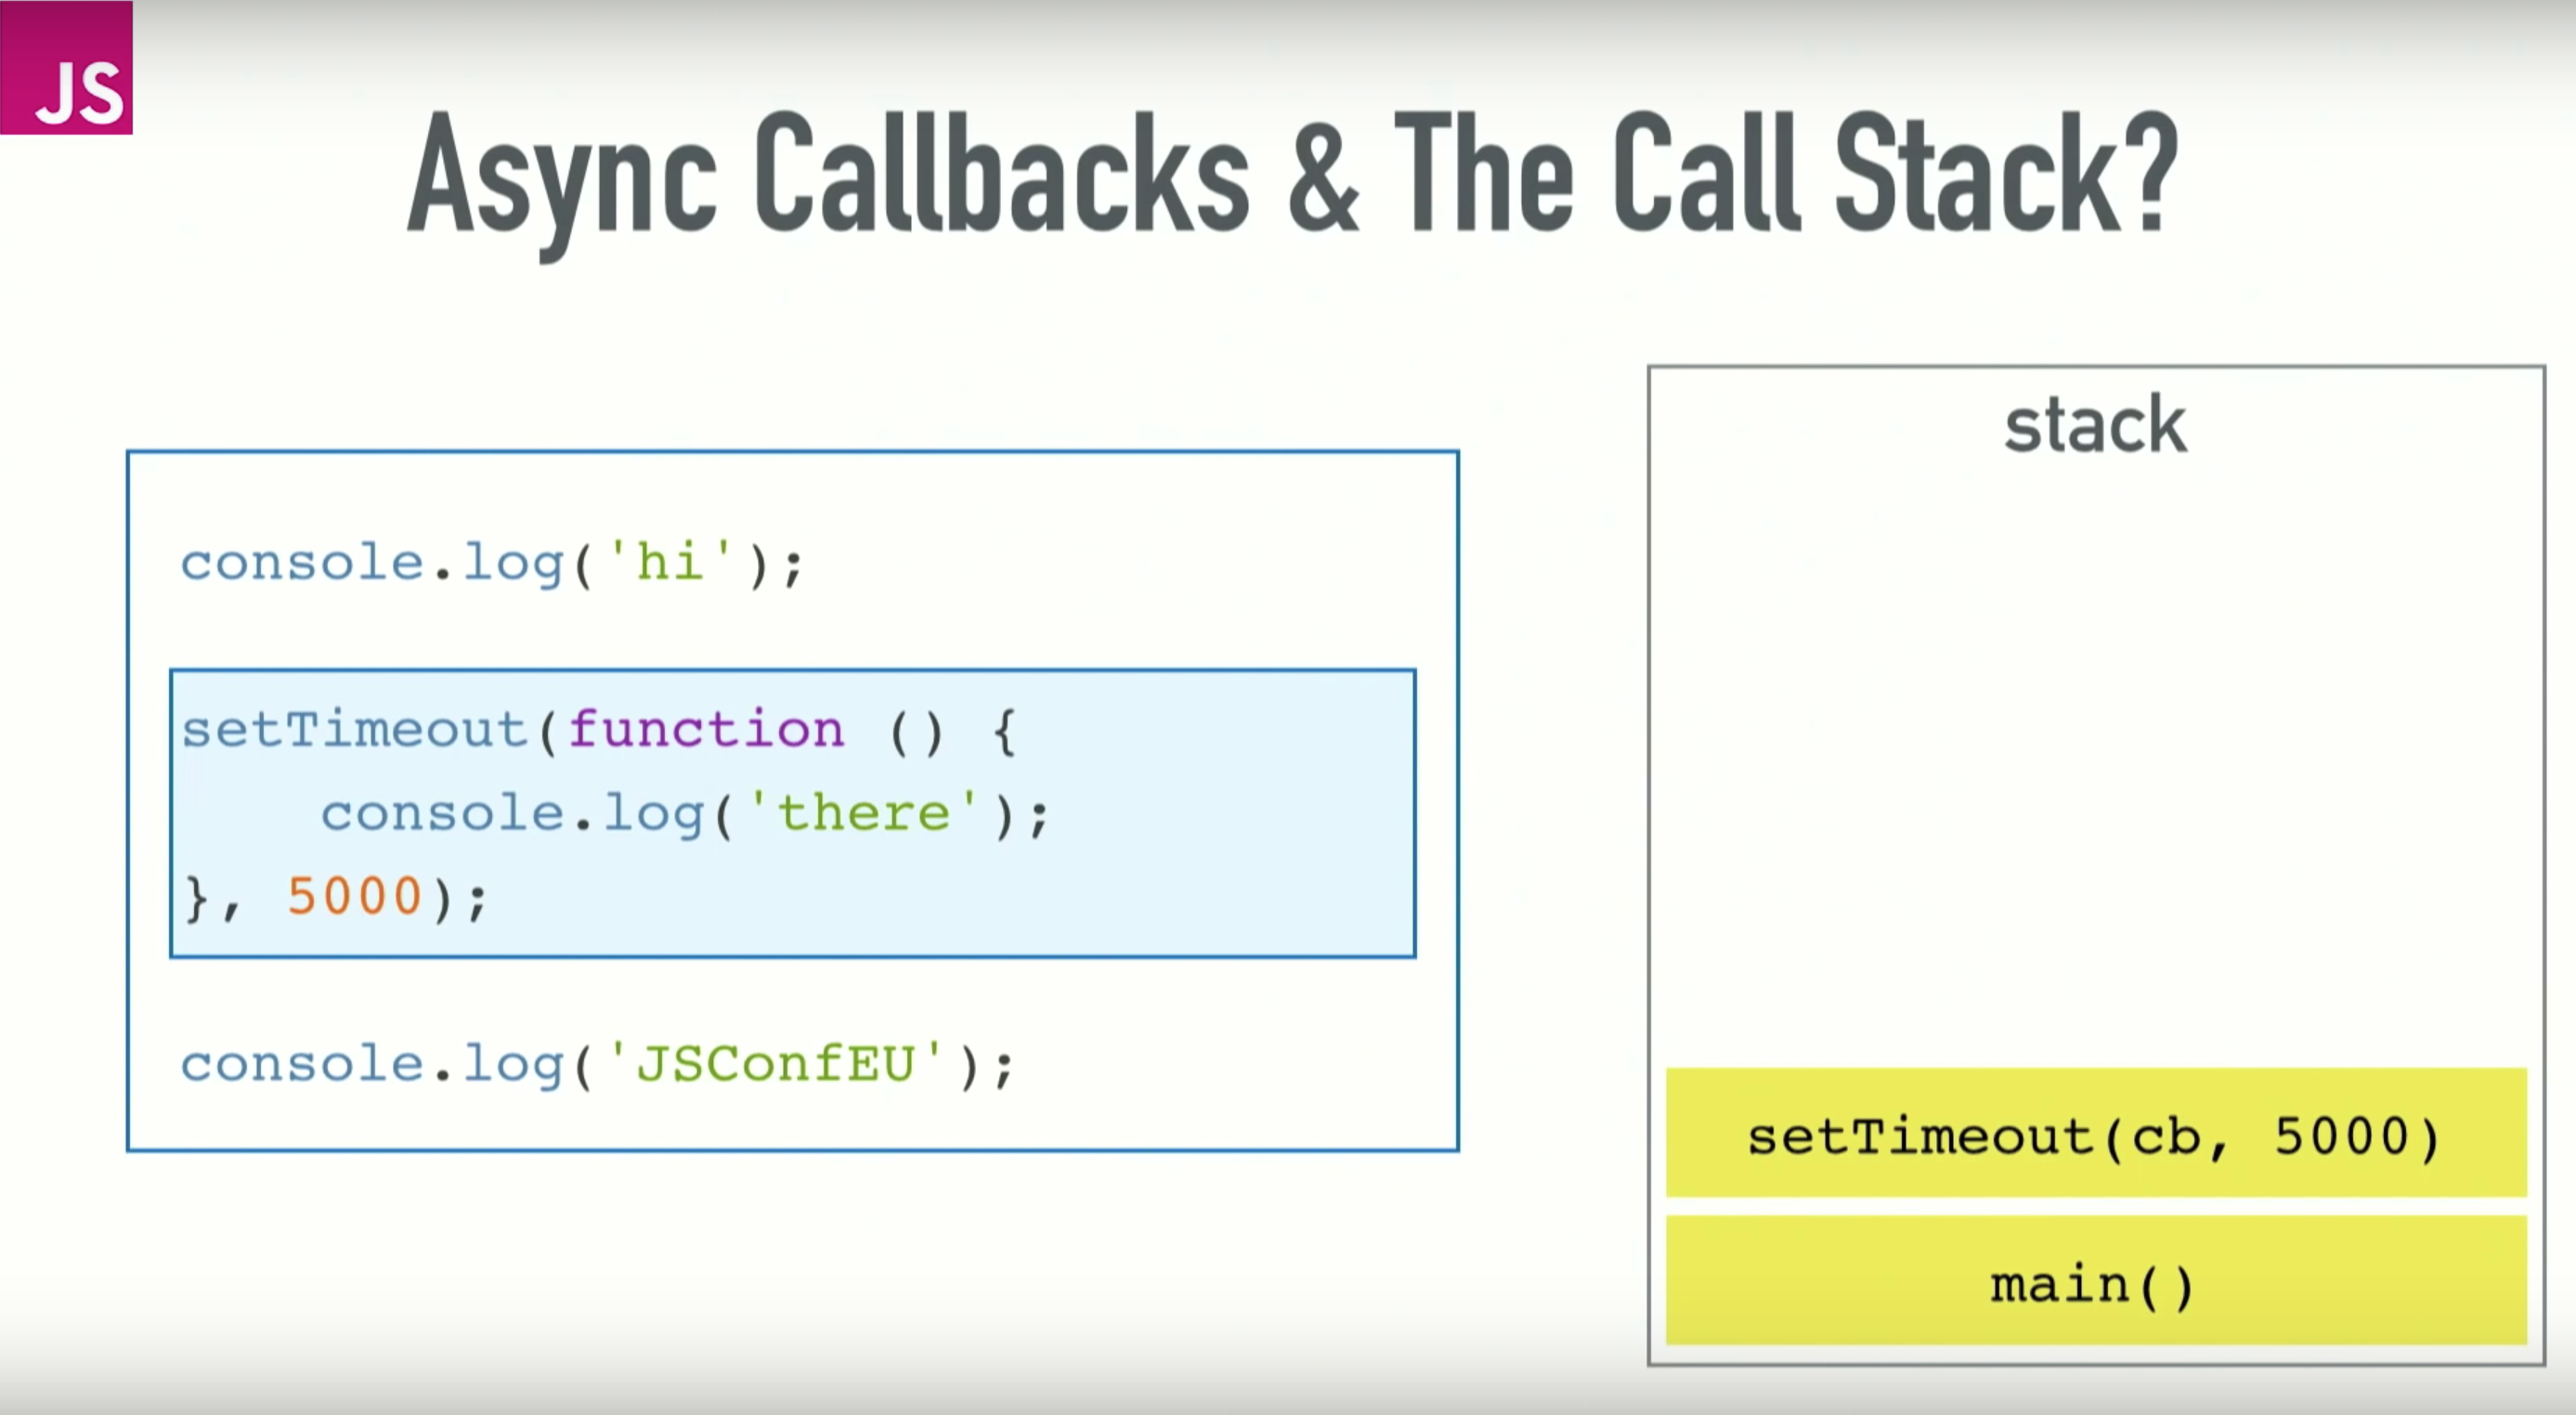 JS
Async Callbacks & The Call Stack?
console.log('hi');
setTimeout(function () {
console.log('there');
}, 5000);
console.log('JSConfEU');
stack
setTimeout(cb, 5000)
main()